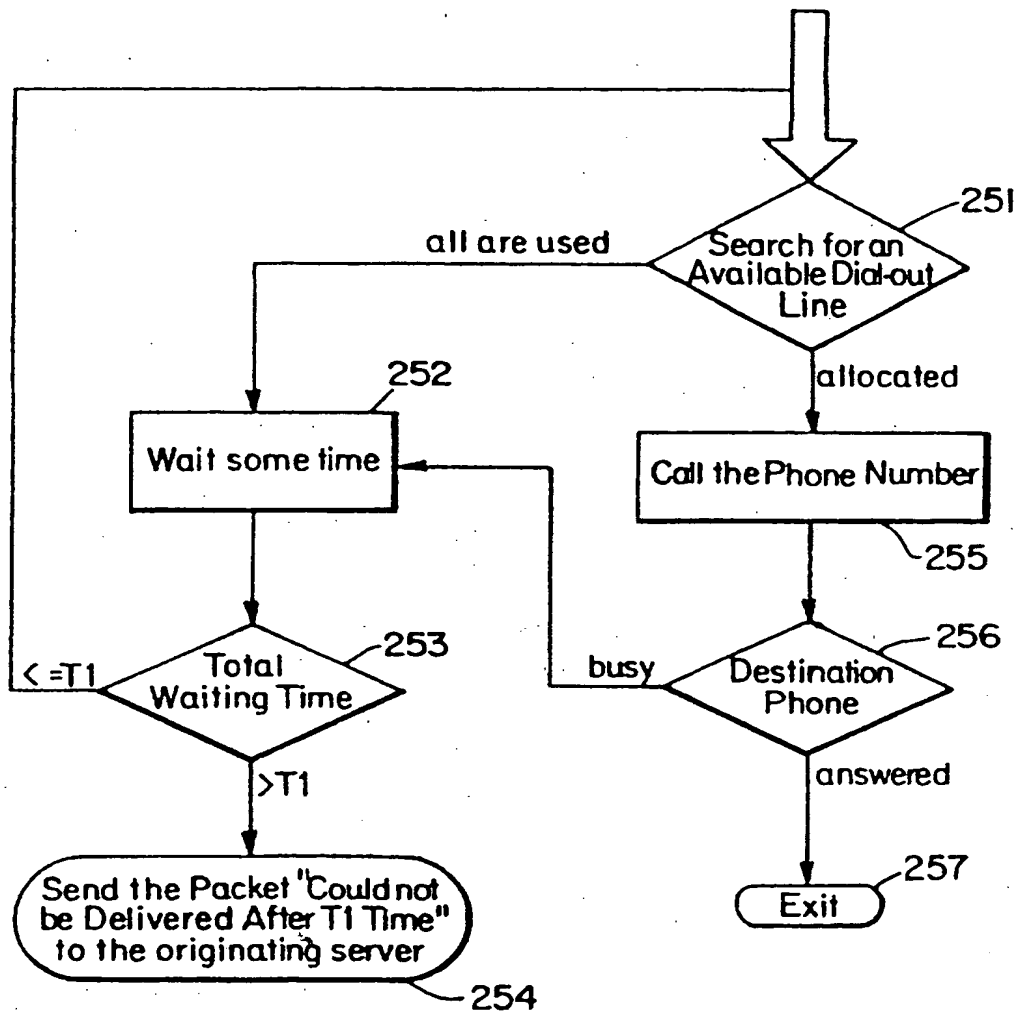 251
Search for an
Available Dial-out
Line
all are used
allocated
252
Wait some time
Call the Phone Number
255
253
Total
Waiting Time
< =T1
>T1
256
Destination
Phone
busy
answered
Send the Packet "Could not
be Delivered After T1 Time"
to the originating server
254
257
Exit